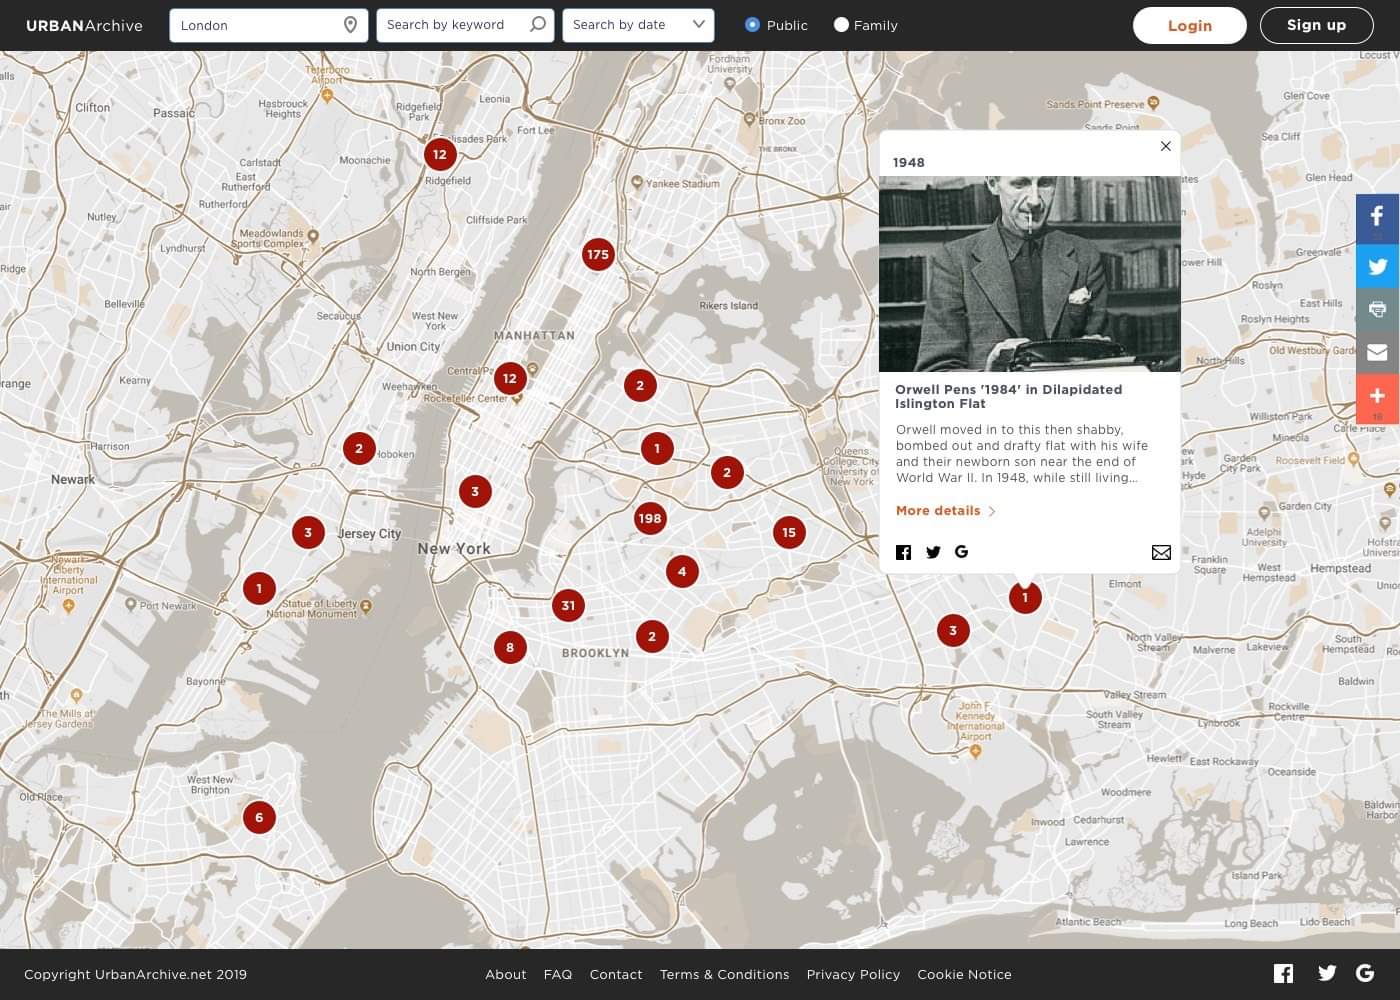 URBANArchive
London
Search by keyword
Search by date
Public
Family
Login
Sign up
Teterboro
Airport
Fordham
University
Leonia
Clifton
Passaic
Hasbrouck
Heights
Ridgefield
Park
Fort Lee
Bronx Zoo
Sands Point Preserve
Sands Point
Glen Cove
Sea Cliff
Palisades Park
THE BRONX
12
Carlstadt
Moonachie
Ridgefield
East
Rutherford
Rutherford
Yankee Stadium
Glen Head
Nutley
Cliffside Park
Lyndhurst
Meadowlands
Sports Complex
175
Greenvale
Ridge
North Bergen
Roslyn
Belleville
Secaucus
West New
York
Rikers Island
East Hills
Roslyn Heights
MANHATTAN
Union City
North Hills
Old Westbury
Kearny
Weehawken
12
2
Rockefeller Center
Williston Park
Mineola
Carle Place
Harrison
2
Hoboken
1
2
Queens
College, City
University of
New York
Garden
City Park
Roosevelt Field
Newark
3
198
15
Garden City
3
Jersey City
New York
Adelphi
University
4
Newark
Liberty
International
Airport
1
Port Newark
Statue of Liberty
National Monument
31
8
2
BROOKLYN
Franklin
Square
West
Hempstead
Hempstead
Elmont
1
3
North Valley
Stream
Malverne
Lakeview
South
Hempstead
Bayonne
Baldwin
The Mills at
Jersey Gardens
John F.
Kennedy
International
Airport
Valley Stream
South Valley
Stream
Lynbrook
Rockville
Centre
Hewlett
East Rockaway
Oceanside
West New
Brighton
Old Place
Woodmere
Baldwin
Harbor
6
Inwood
Cedarhurst
Lawrence
Island Park
Atlantic Beach
Long Beach
Lido Beach
1948
Orwell Pens '1984' in Dilapidated
Islington Flat
Orwell moved in to this then shabby,
bombed out and drafty flat with his wife
and their newborn son near the end of
World War II. In 1948, while still living...
More details
Copyright UrbanArchive.net 2019
About
FAQ
Contact
Terms & Conditions
Privacy Policy
Cookie Notice